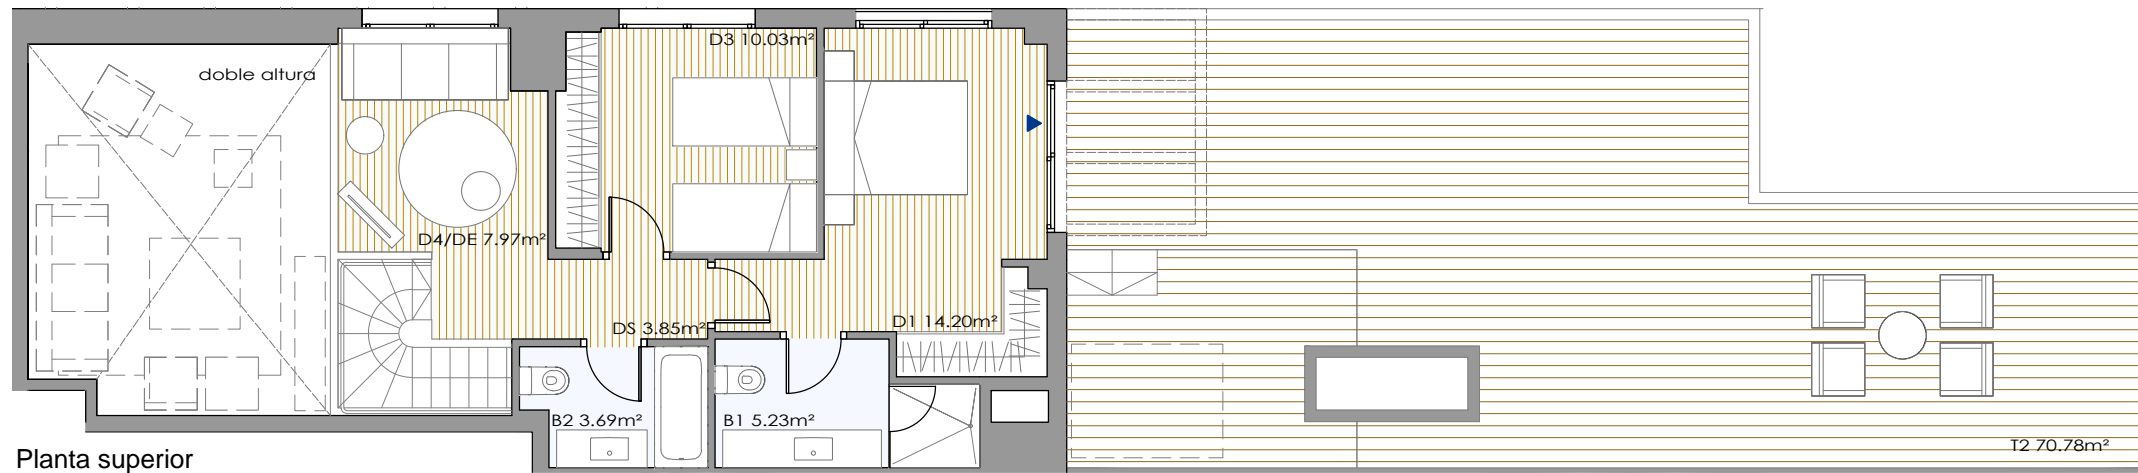 D3 10.03m²
doble altura
D4/DE 7.97m²
D1 14.20m²
DS 3.85m²
B2 3.69m²
B1 5.23m²
T2 70.78m²
Planta superior